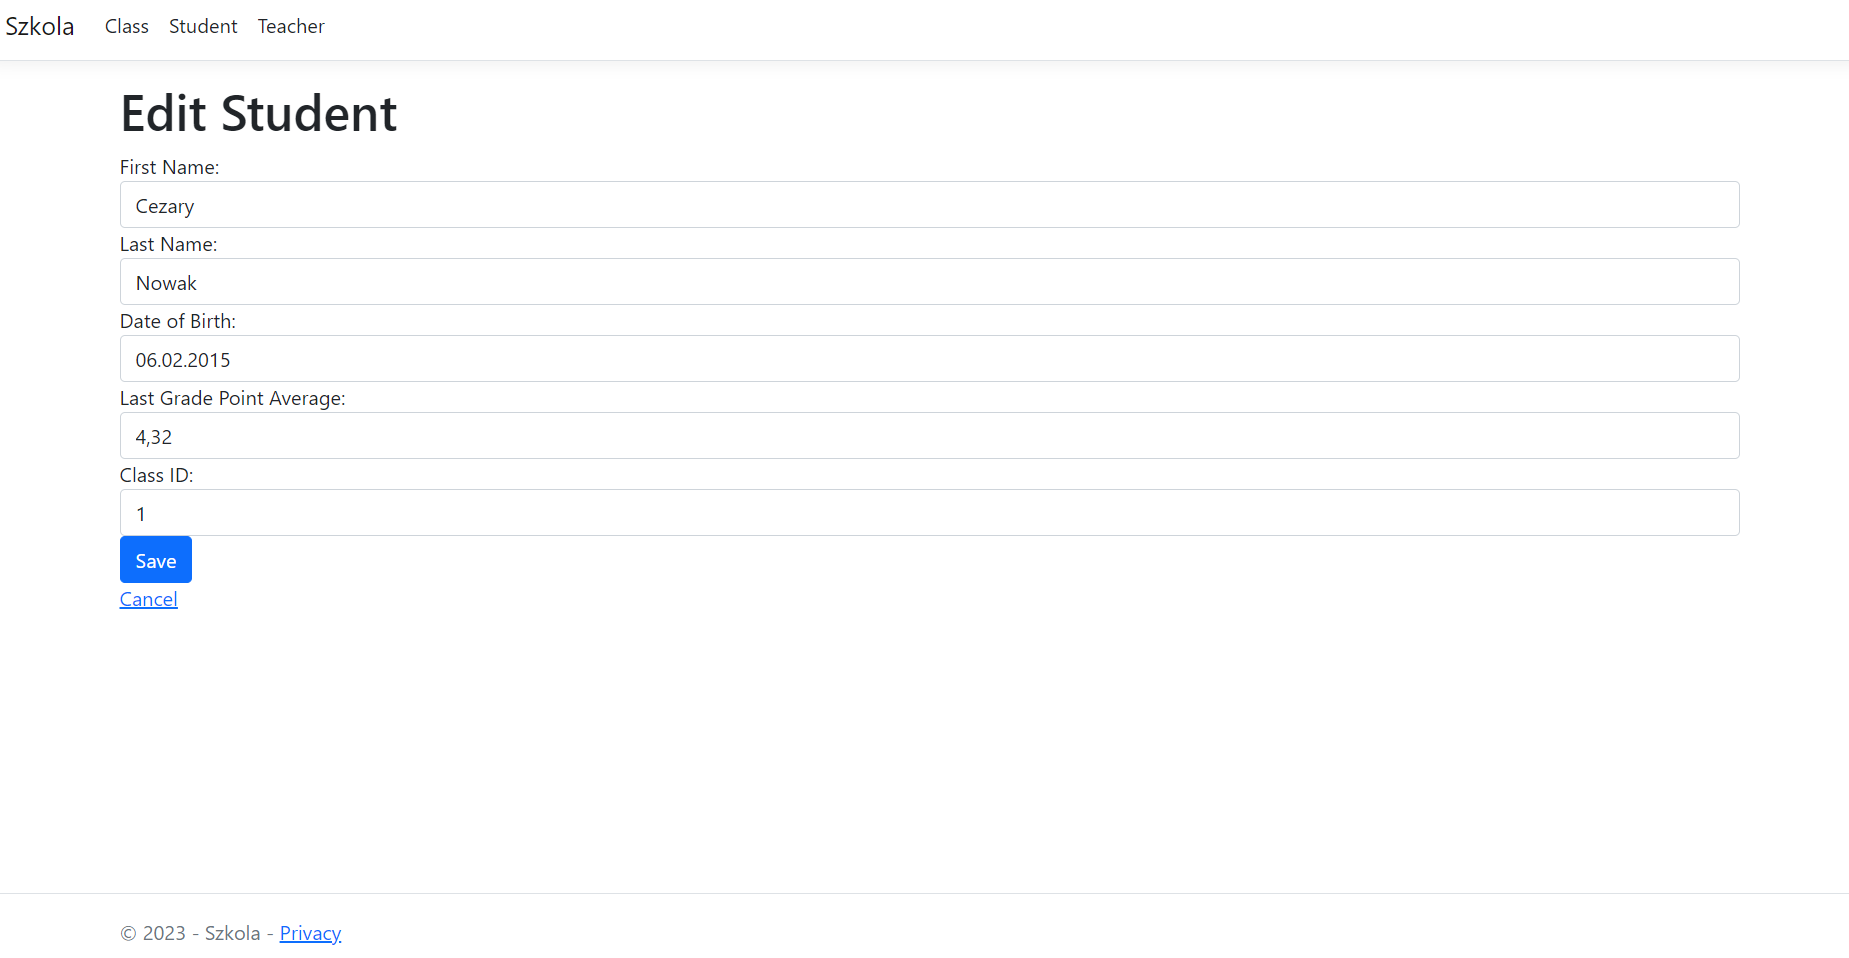 Szkola Class Student Teacher
Edit Student
First Name:
Cezary
Last Name:
Nowak
Date of Birth:
06.02.2015
Last Grade Point Average:
4,32
Class ID:
1
Save
Cancel
© 2023 - Szkola - Privacy